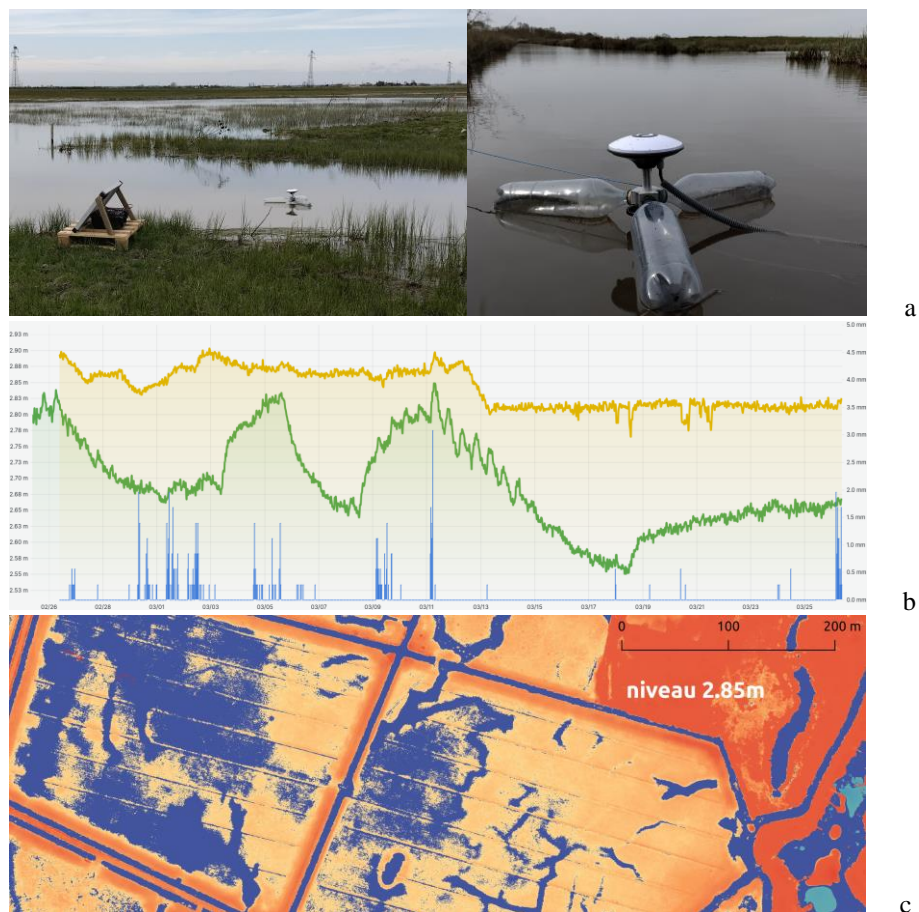 a
2.93 m
2.90 m
2.88 m
2.85 m
2.83 m
2.80 m
2.78 m
2.75 m
2.73 m
2.70 m
2.68 m
2.65 m
2.63 m
2.60 m
2.58 m
2.55 m
2.53 m
5.0 mm
4.5 mm
4.0 mm
3.5 mm
3.0 mm
2.5 mm
2.0 mm
1.5 mm
1.0 mm
0.5 mm
0.0 mm
02/26 02/28 03/01 03/03 03/05 03/07 03/09 03/11 03/13 03/15 03/17 03/19 03/21 03/23 03/25
b
0 100 200 m
niveau 2.85m
c